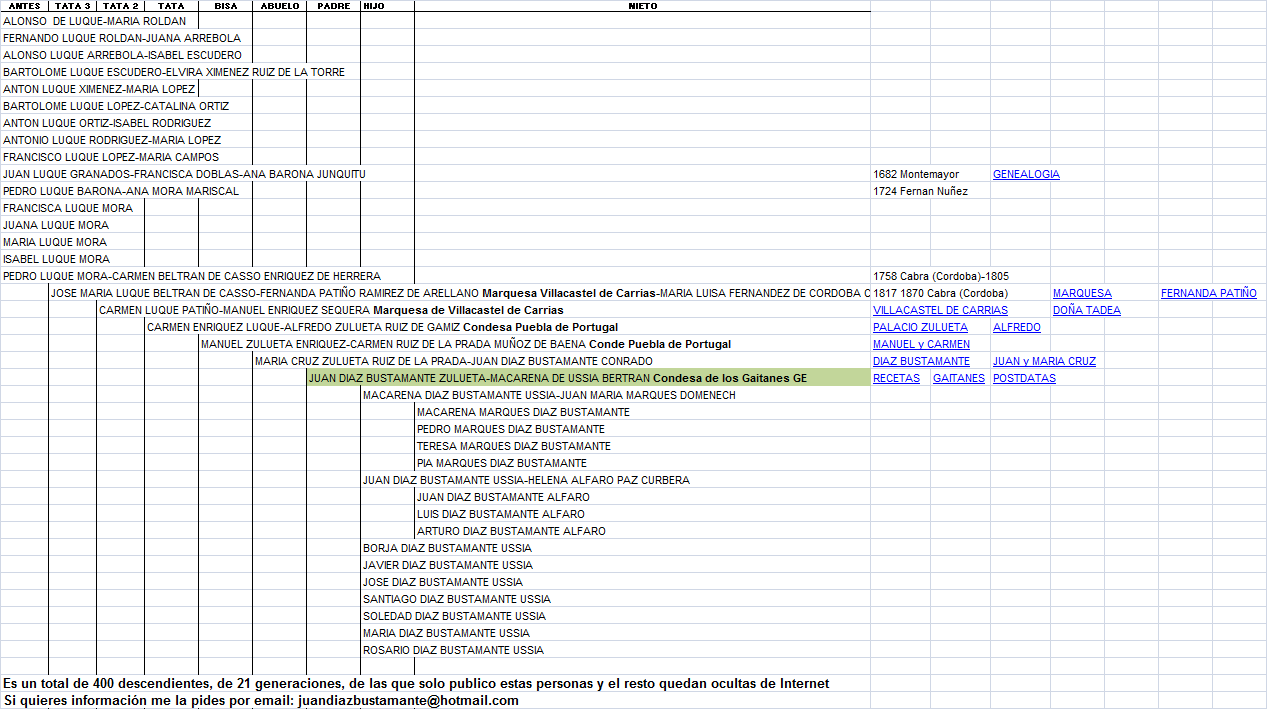 ANTES TATA 3 TATA 2 TATA BISA ABUELO PADRE HIJO NIETO
ALONSO DE LUQUE-MARIA ROLDAN
FERNANDO LUQUE ROLDAN-JUANA ARREBOLA
ALONSO LUQUE ARREBOLA-ISABEL ESCUDERO
BARTOLOME LUQUE ESCUDERO-ELVIRA XIMENEZ RUIZ DE LA TORRE
ANTON LUQUE XIMENEZ-MARIA LOPEZ
BARTOLOME LUQUE LOPEZ-CATALINA ORTIZ
ANTON LUQUE ORTIZ-ISABEL RODRIGUEZ
ANTONIO LUQUE RODRIGUEZ-MARIA LOPEZ
FRANCISCO LUQUE LOPEZ-MARIA CAMPOS
JUAN LUQUE GRANADOS-FRANCISCA DOBLAS-ANA BARONA JUNQUITU 1682 Montemayor GENEALOGIA
PEDRO LUQUE BARONA-ANA MORA MARISCAL 1724 Fernan Nuñez
FRANCISCA LUQUE MORA
JUANA LUQUE MORA
MARIA LUQUE MORA
ISABEL LUQUE MORA
PEDRO LUQUE MORA-CARMEN BELTRAN DE CASSO ENRIQUEZ DE HERRERA 1758 Cabra (Cordoba)-1805
JOSE MARIA LUQUE BELTRAN DE CASSO-FERNANDA PATIÑO RAMIREZ DE ARELLANO Marquesa Villacastel de Carrias-MARIA LUISA FERNANDEZ DE CORDOBA C 1817 1870 Cabra (Cordoba) MARQUESA FERNANDA PATIÑO
CARMEN LUQUE PATIÑO-MANUEL ENRIQUEZ SEQUERA Marquesa de Villacastel de Carrias VILLACASTEL DE CARRIAS DOÑA TADEA
CARMEN ENRIQUEZ LUQUE-ALFREDO ZULUETA RUIZ DE GAMIZ Condesa Puebla de Portugal PALACIO ZULUETA ALFREDO
MANUEL ZULUETA ENRIQUEZ-CARMEN RUIZ DE LA PRADA MUÑOZ DE BAENA Conde Puebla de Portugal MANUEL y CARMEN
MARIA CRUZ ZULUETA RUIZ DE LA PRADA-JUAN DIAZ BUSTAMANTE CONRADO DIAZ BUSTAMANTE JUAN y MARIA CRUZ
JUAN DIAZ BUSTAMANTE ZULUETA-MACARENA DE USSIA BERTRAN Condesa de los Gaitanes GE RECETAS GAITANES POSTDATAS
MACARENA DIAZ BUSTAMANTE USSIA-JUAN MARIA MARQUES DOMENECH
MACARENA MARQUES DIAZ BUSTAMANTE
PEDRO MARQUES DIAZ BUSTAMANTE
TERESA MARQUES DIAZ BUSTAMANTE
PIA MARQUES DIAZ BUSTAMANTE
JUAN DIAZ BUSTAMANTE USSIA-HELENA ALFARO PAZ CURBERA
JUAN DIAZ BUSTAMANTE ALFARO
LUIS DIAZ BUSTAMANTE ALFARO
ARTURO DIAZ BUSTAMANTE ALFARO
BORJA DIAZ BUSTAMANTE USSIA
JAVIER DIAZ BUSTAMANTE USSIA
JOSE DIAZ BUSTAMANTE USSIA
SANTIAGO DIAZ BUSTAMANTE USSIA
SOLEDAD DIAZ BUSTAMANTE USSIA
MARIA DIAZ BUSTAMANTE USSIA
ROSARIO DIAZ BUSTAMANTE USSIA
Es un total de 400 descendientes, de 21 generaciones, de las que solo publico estas personas y el resto quedan ocultas de Internet
Si quieres información me la pides por email: juandiazbustamante@hotmail.com